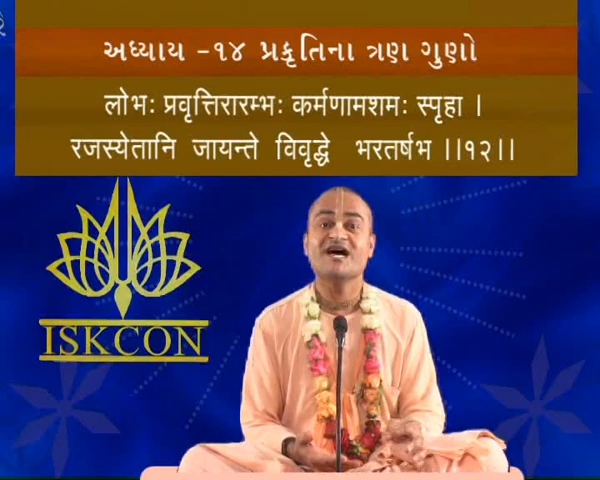 અધ્યાય -૧૪ પ્રકૃતિના ત્રણ ગુણો
लोभः प्रवृत्तिरारम्भः कर्मणामशमः स्पृहा ।
रजस्येतानि जायन्ते विवृद्धे भरतर्षभ ।।१२।।
ISKCON